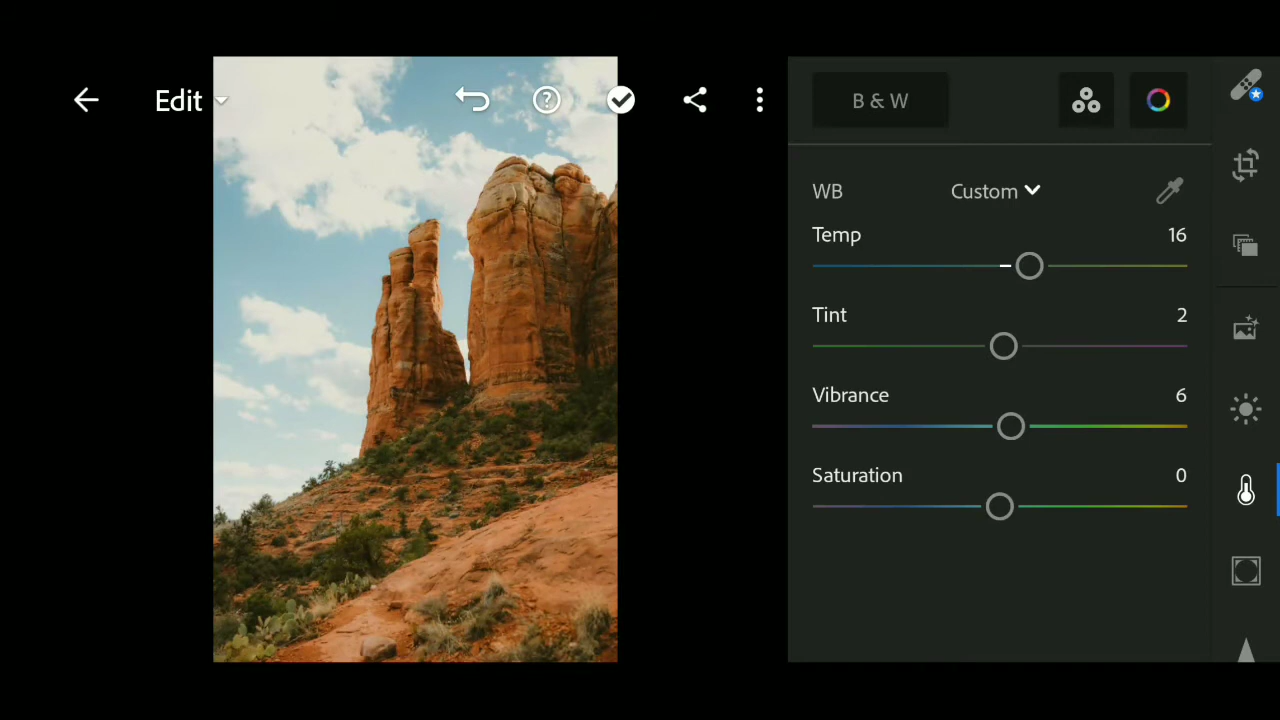 Edit
B & W
WB Custom
Temp 16
Tint 2
Vibrance 6
Saturation 0